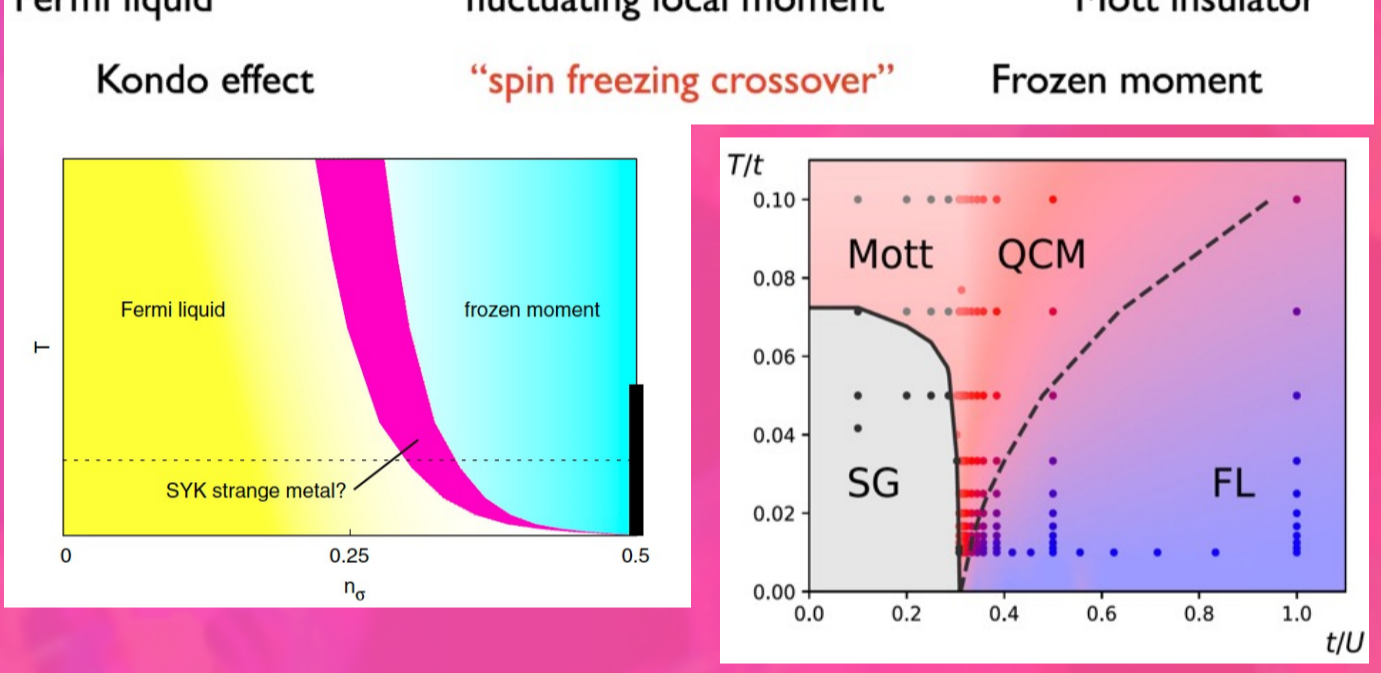 Fermi liquid fluctuating local moment Mott insulator
Kondo effect “spin freezing crossover” Frozen moment
T
Fermi liquid
frozen moment
SYK strange metal?
0 0.25 0.5
nσ
T/t
0.10
Mott QCM
0.08
0.06
0.04
SG FL
0.02
0.00
0.0 0.2 0.4 0.6 0.8 1.0
t/U